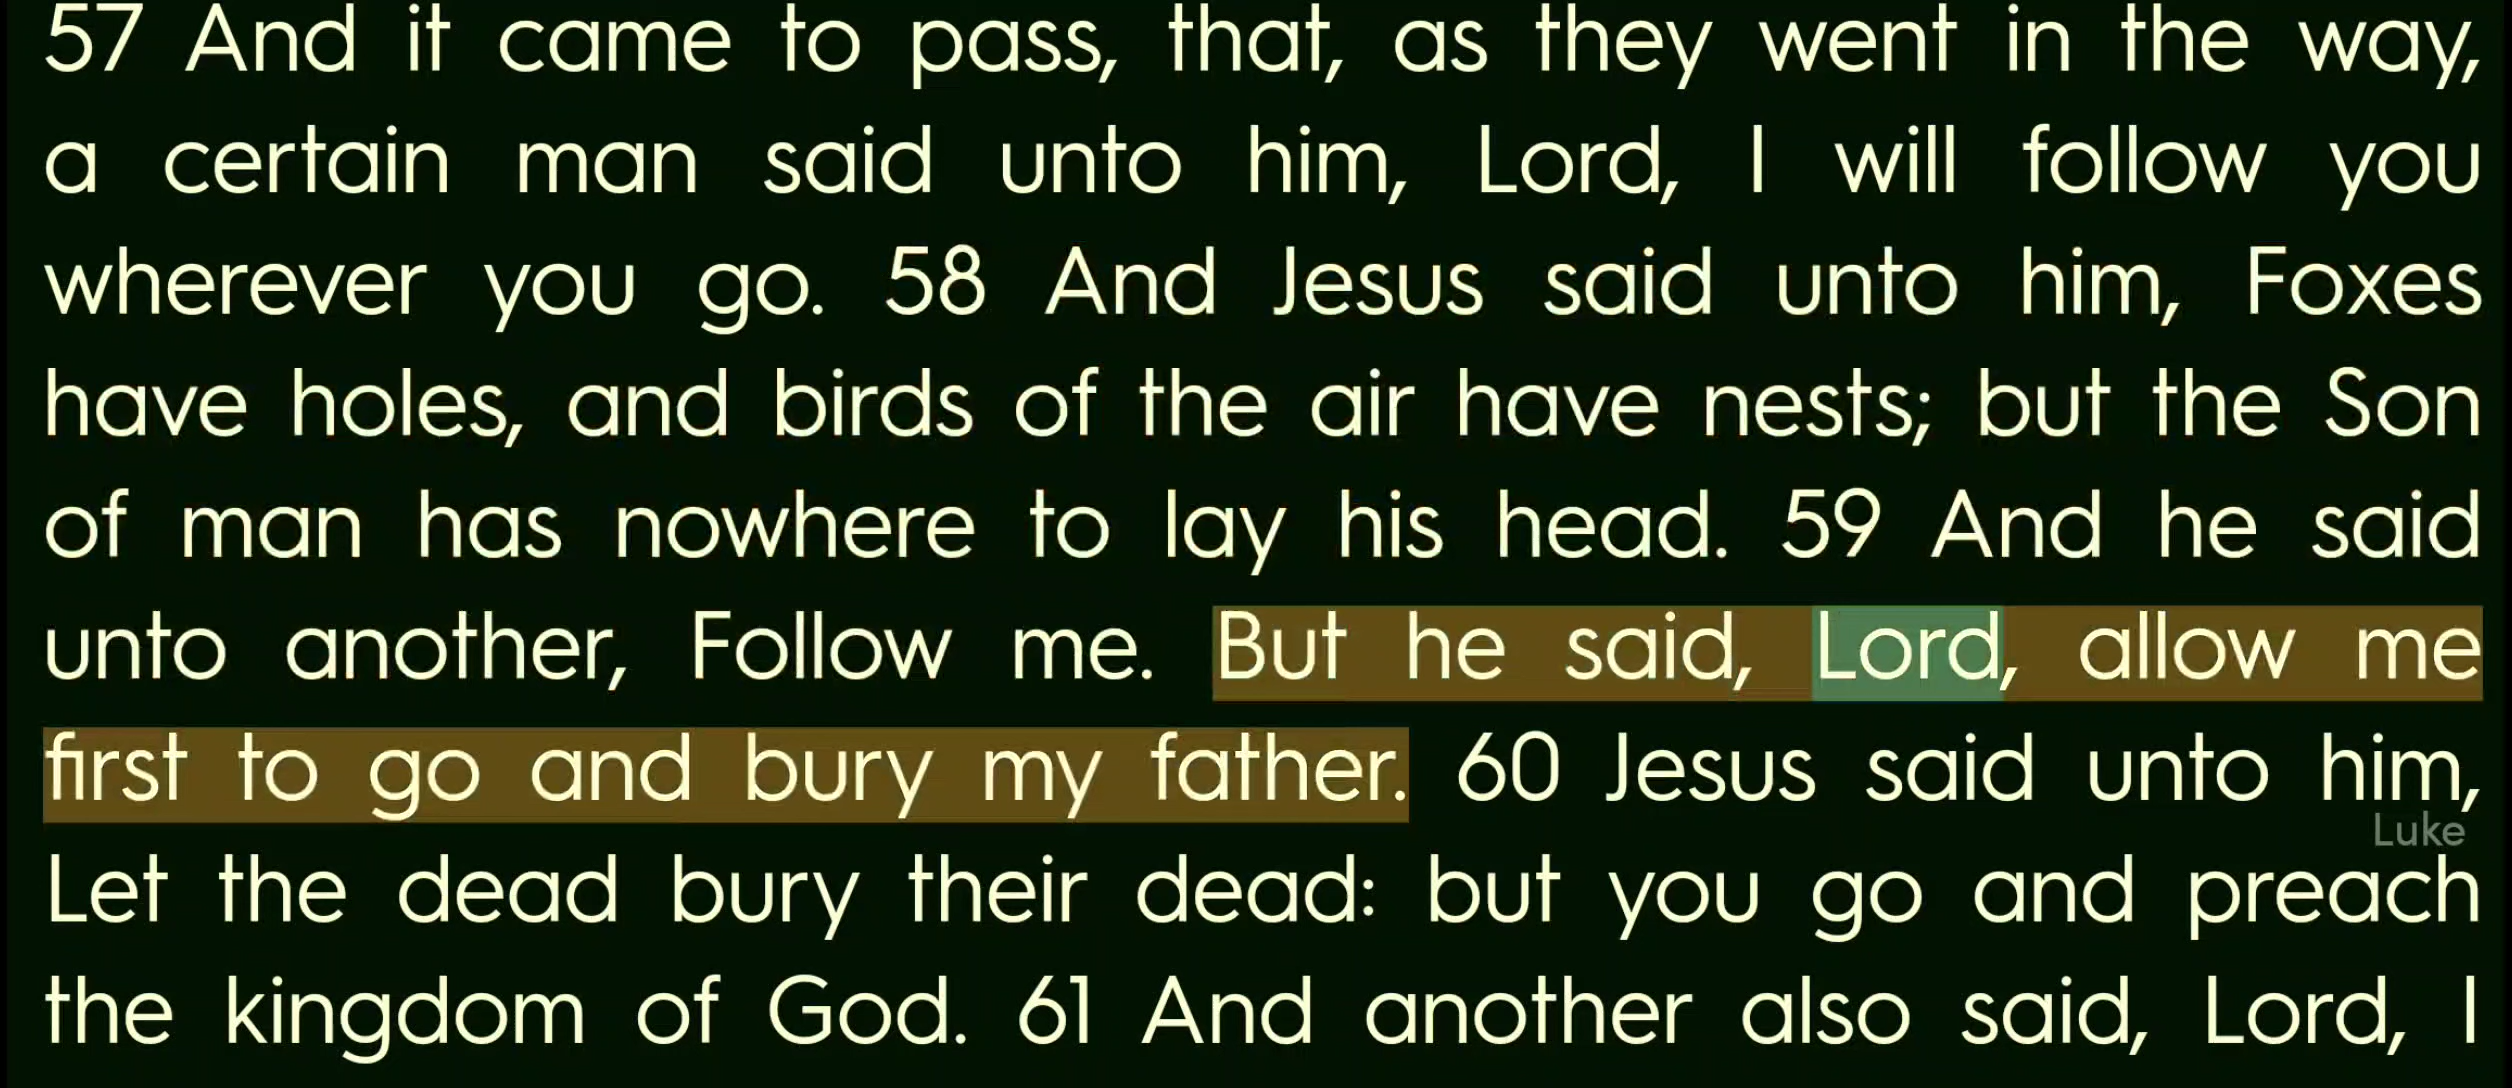 57 And it came to pass, that, as they went in the way,
a certain man said unto him, Lord, I will follow you
wherever you go. 58 And Jesus said unto him, Foxes
have holes, and birds of the air have nests; but the Son
of man has nowhere to lay his head. 59 And he said
unto another, Follow me. But he said, Lord, allow me
first to go and bury my father. 60 Jesus said unto him,
Luke
Let the dead bury their dead: but you go and preach
the kingdom of God. 61 And another also said, Lord, I